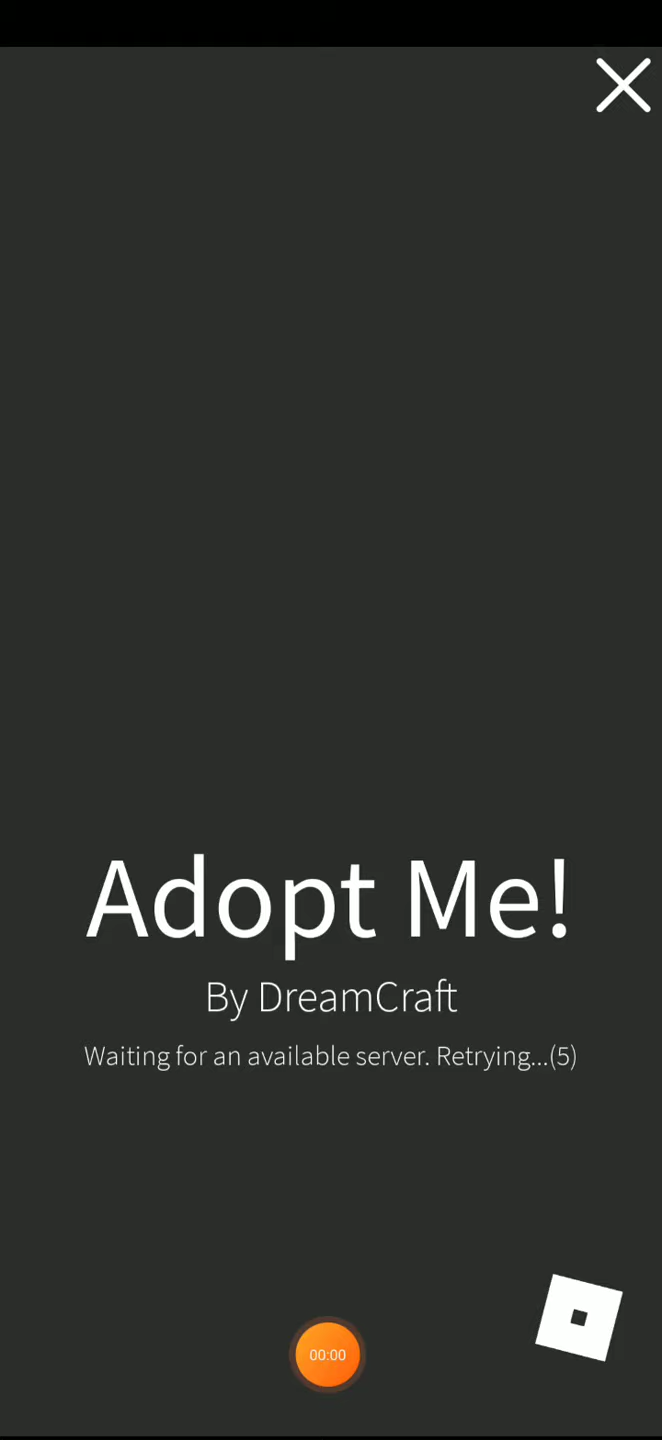 Adopt Me!
By DreamCraft
Waiting for an available server. Retrying...(5)
00:00